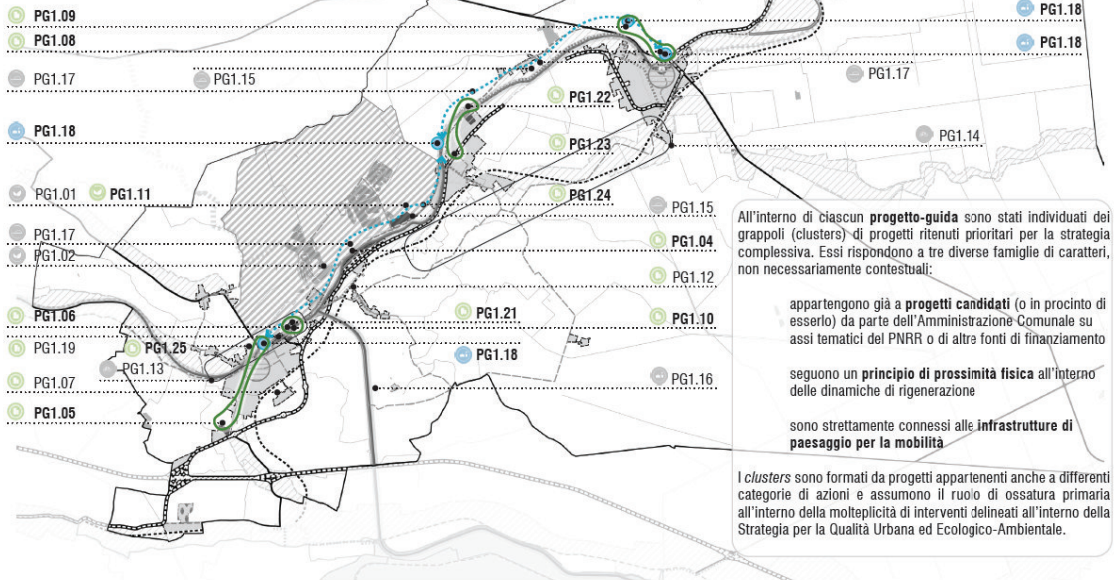 PG1.09
PG1.18
PG1.08
PG1.18
PG1.17
PG1.15
PG1.17
PG1.22
PG1.18
PG1.14
PG1.23
PG1.01
PG1.11
PG1.24
PG1.15
PG1.17
PG1.04
PG1.02
PG1.12
PG1.06
PG1.21
PG1.10
PG1.19
PG1.25
PG1.18
PG1.13
PG1.07
PG1.16
PG1.05
All'interno di ciascun progetto-guida sono stati individuati dei
grappoli (clusters) di progetti ritenuti prioritari per la strategia
complessiva. Essi rispondono a tre diverse famiglie di caratteri,
non necessariamente contestuali:
appartengono già a progetti candidati (o in procinto di
esserlo) da parte dell'Amministrazione Comunale su
assi tematici del PNRR o di altre fonti di finanziamento
seguono un principio di prossimità fisica all'interno
delle dinamiche di rigenerazione
sono strettamente connessi alle infrastrutture di
paesaggio per la mobilità
I clusters sono formati da progetti appartenenti anche a differenti
categorie di azioni e assumono il ruolo di ossatura primaria
all'interno della molteplicità di interventi delineati all'interno della
Strategia per la Qualità Urbana ed Ecologico-Ambientale.